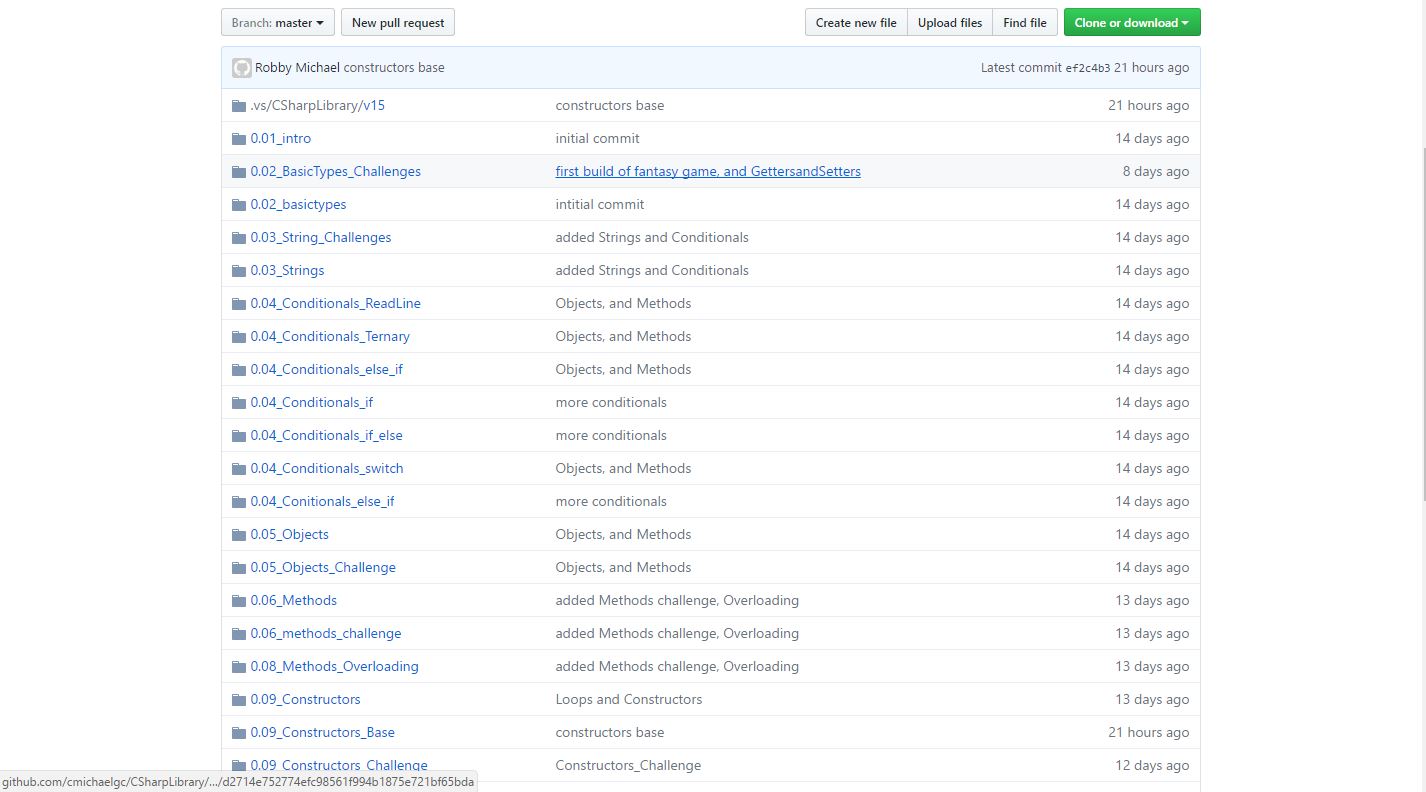 Branch: master New pull request Create new file Upload files Find file Clone or download
Robby Michael constructors base Latest commit ef2c4b3 21 hours ago
.vs/CSharpLibrary/v15 constructors base 21 hours ago
0.01_intro initial commit 14 days ago
0.02_BasicTypes_Challenges first build of fantasy game, and GettersandSetters 8 days ago
0.02_basictypes intitial commit 14 days ago
0.03_String_Challenges added Strings and Conditionals 14 days ago
0.03_Strings added Strings and Conditionals 14 days ago
0.04_Conditionals_ReadLine Objects, and Methods 14 days ago
0.04_Conditionals_Ternary Objects, and Methods 14 days ago
0.04_Conditionals_else_if Objects, and Methods 14 days ago
0.04_Conditionals_if more conditionals 14 days ago
0.04_Conditionals_if_else more conditionals 14 days ago
0.04_Conditionals_switch Objects, and Methods 14 days ago
0.04_Conitionals_else_if more conditionals 14 days ago
0.05_Objects Objects, and Methods 14 days ago
0.05_Objects_Challenge Objects, and Methods 14 days ago
0.06_Methods added Methods challenge, Overloading 13 days ago
0.06_methods_challenge added Methods challenge, Overloading 13 days ago
0.08_Methods_Overloading added Methods challenge, Overloading 13 days ago
0.09_Constructors Loops and Constructors 13 days ago
0.09_Constructors_Base constructors base 21 hours ago
0.09_Constructors_Challenge Constructors_Challenge 12 days ago
github.com/cmichaelgc/CSharpLibrary/.../d2714e752774efc98561f994b1875e721bf65bda